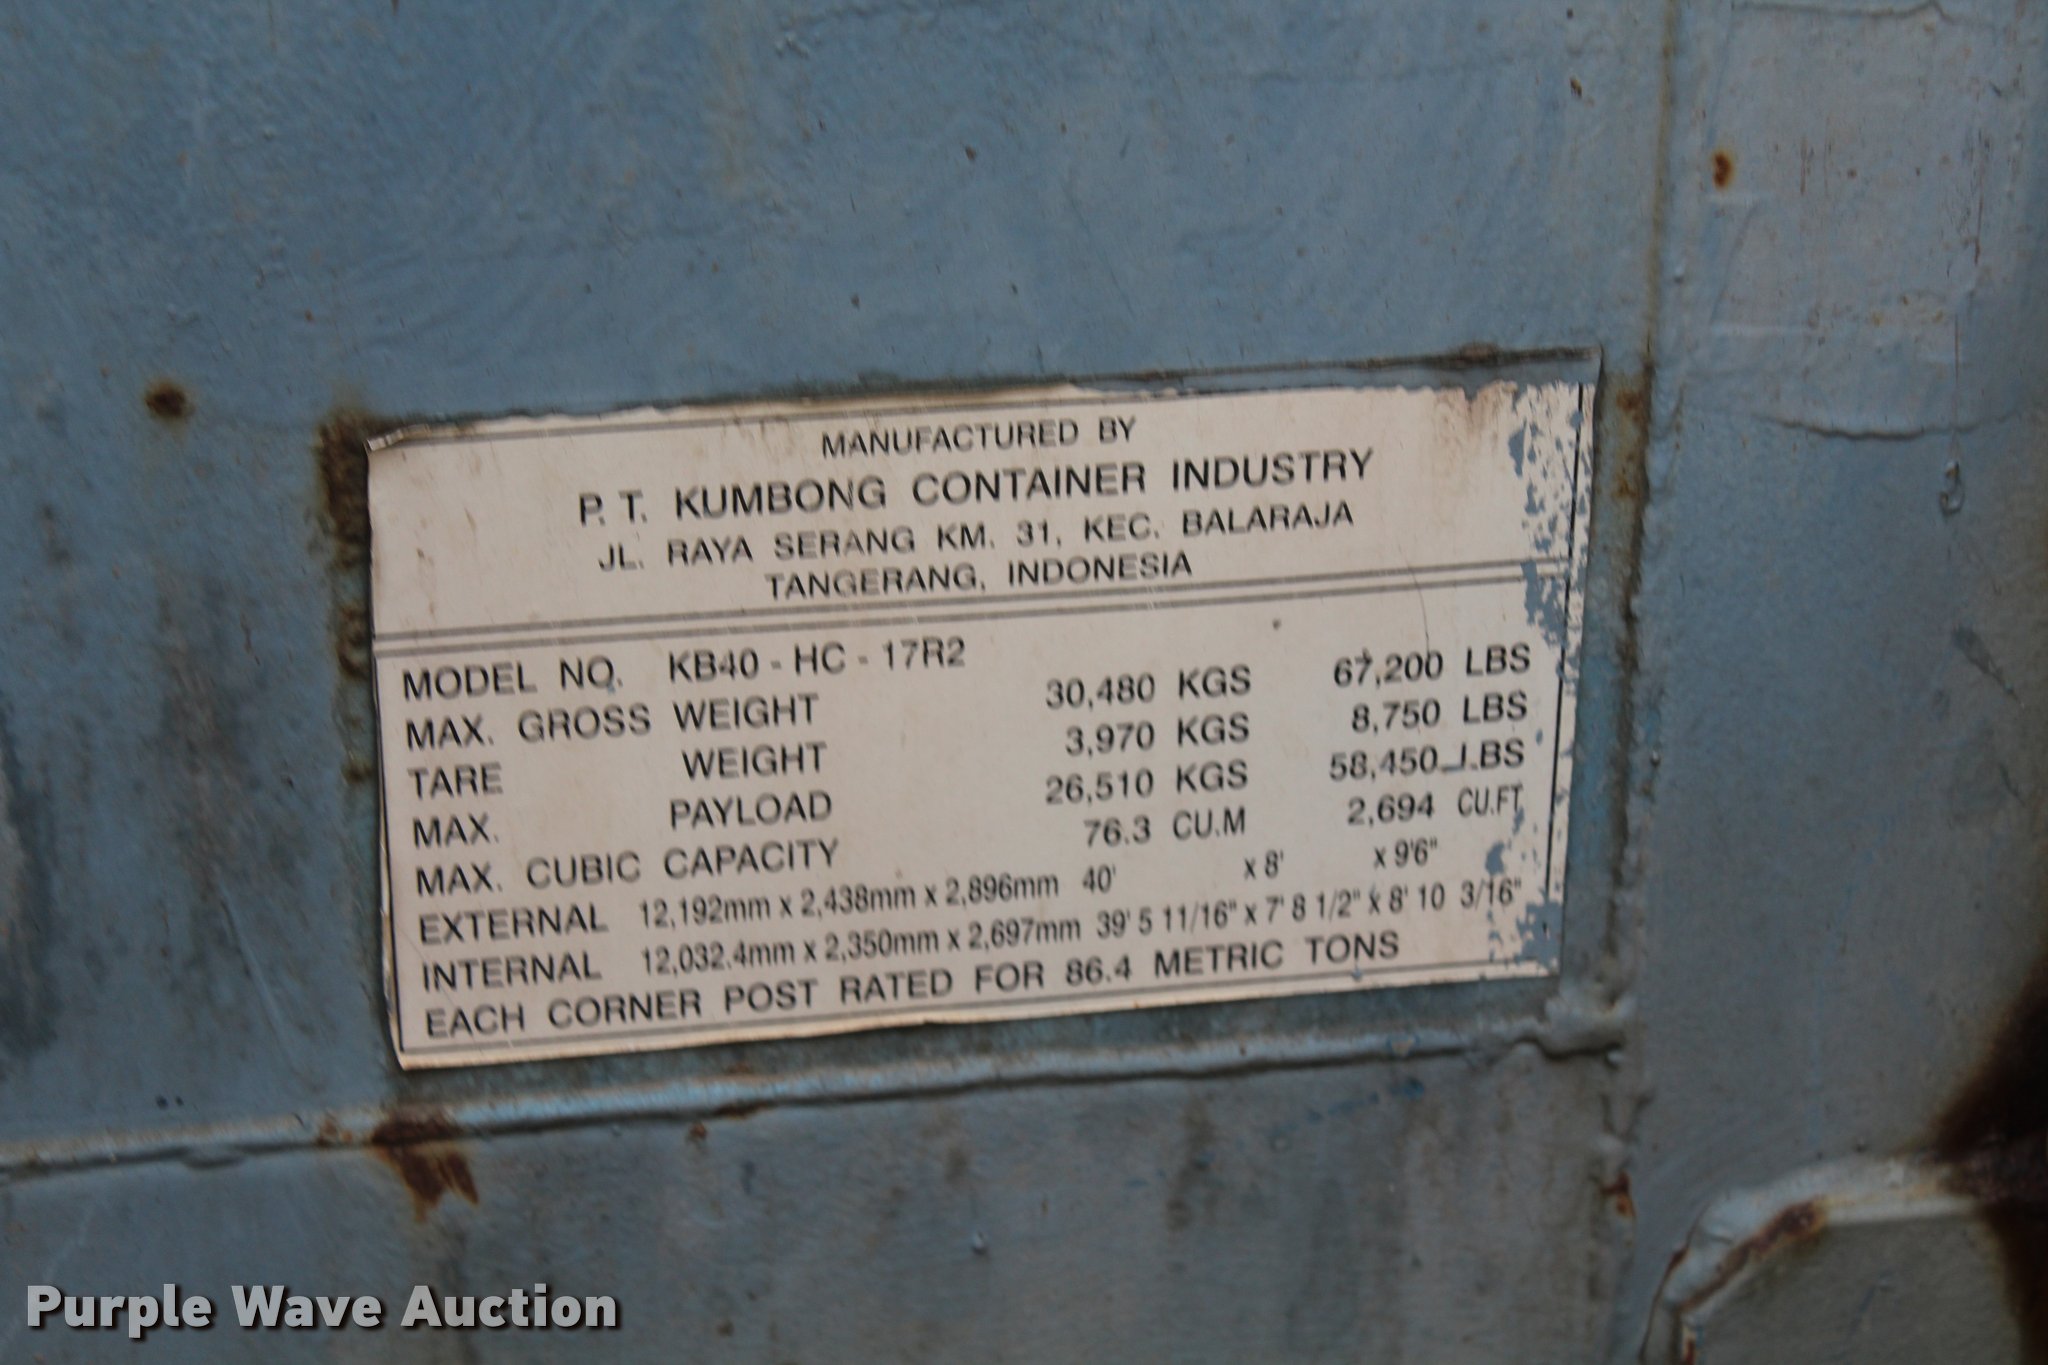 MANUFACTURED BY
P. T. KUMBONG CONTAINER INDUSTRY
JL. RAYA SERANG KM. 31, KEC. BALARAJA
TANGERANG, INDONESIA
MODEL NO. KB40 - HC - 17R2
MAX. GROSS WEIGHT 30,480 KGS 67,200 LBS
TARE WEIGHT 3,970 KGS 8,750 LBS
MAX. PAYLOAD 26,510 KGS 58,450 LBS
MAX. CUBIC CAPACITY 76.3 CU.M 2,694 CU.FT
EXTERNAL 12,192mm x 2,438mm x 2,896mm 40' x 8' x 9'6"
INTERNAL 12,032.4mm x 2,350mm x 2,697mm 39' 5 11/16" x 7' 8 1/2" x 8' 10 3/16"
EACH CORNER POST RATED FOR 86.4 METRIC TONS
Purple Wave Auction